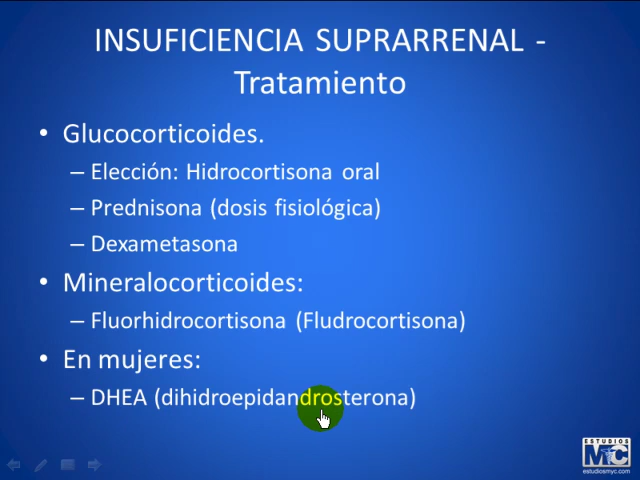 INSUFICIENCIA SUPRARRENAL -
Tratamiento
• Glucocorticoides.
– Elección: Hidrocortisona oral
– Prednisona (dosis fisiológica)
– Dexametasona
• Mineralocorticoides:
– Fluorhidrocortisona (Fludrocortisona)
• En mujeres:
– DHEA (dihidroepidandrosterona)
ESTUDIOS
MYC
estudiosmyc.com